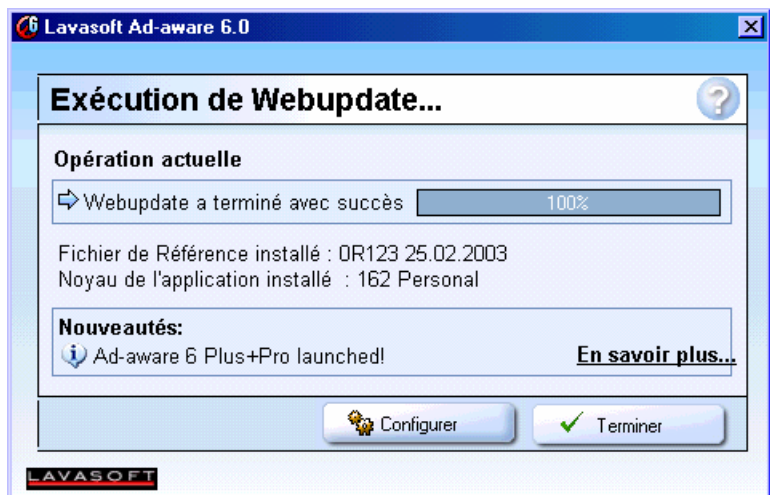 Lavasoft Ad-aware 6.0
Exécution de Webupdate...
Opération actuelle
Webupdate a terminé avec succès 100%
Fichier de Référence installé : 0R123 25.02.2003
Noyau de l'application installé : 162 Personal
Nouveautés:
Ad-aware 6 Plus+Pro launched! En savoir plus...
Configurer Terminer
LAVASOFT